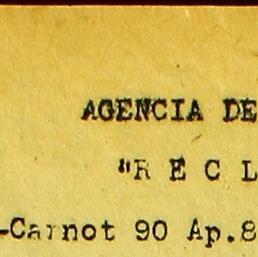 AGENCIA DE
"R E C L
-Carnot 90 Ap.8